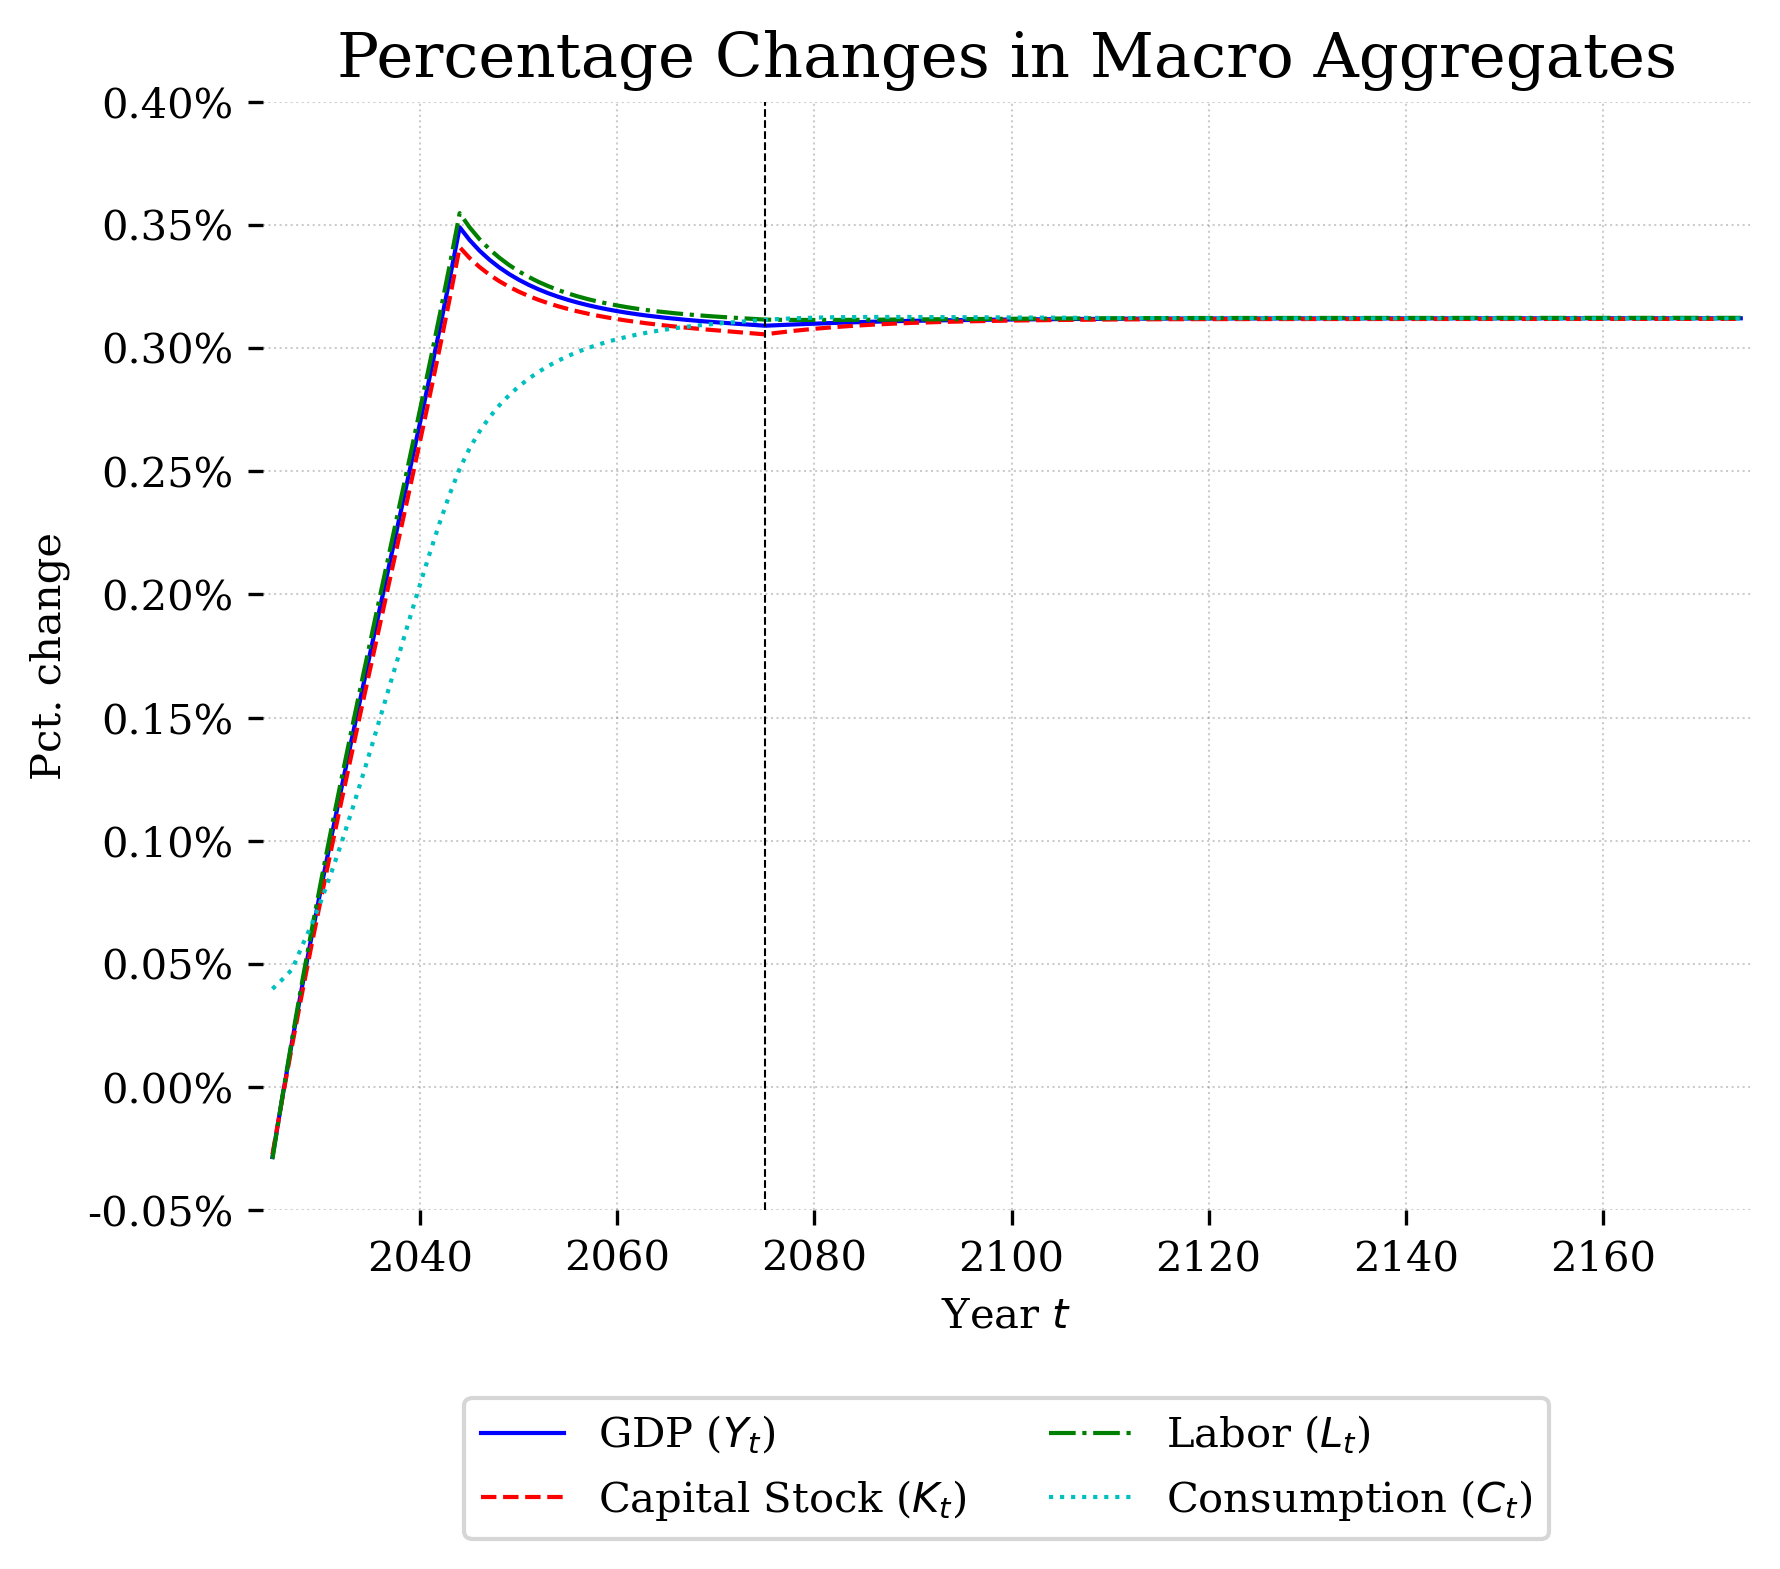 Percentage Changes in Macro Aggregates
0.40%
0.35%
0.30%
0.25%
0.20%
0.15%
0.10%
0.05%
0.00%
-0.05%
Pct. change
2040 2060 2080 2100 2120 2140 2160
Year t
GDP (Yₜ) Labor (Lₜ)
Capital Stock (Kₜ) Consumption (Cₜ)